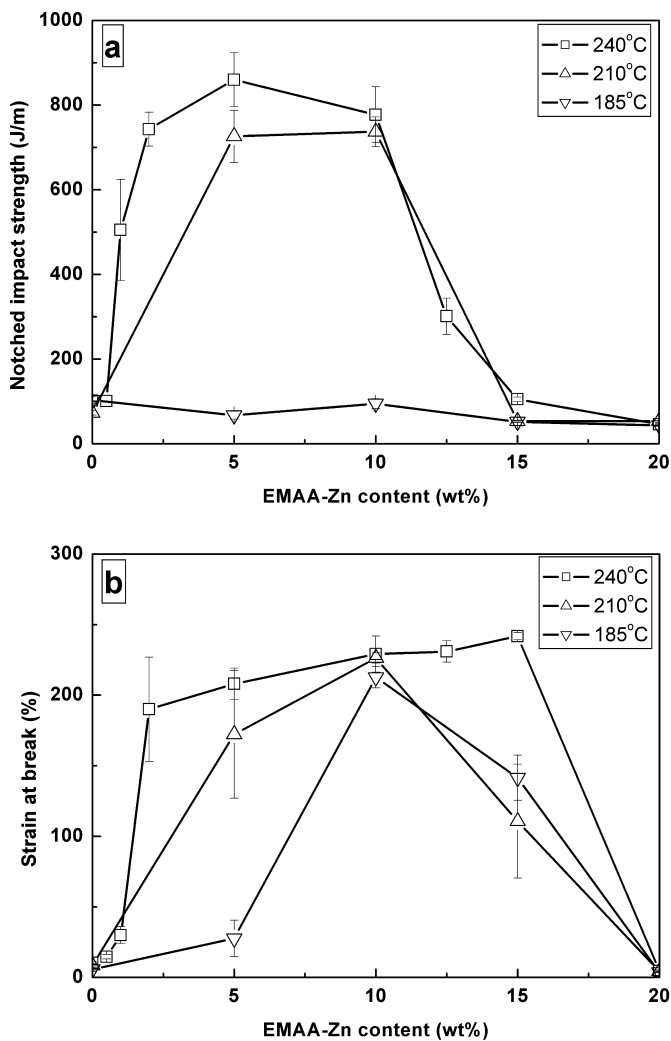 a
240°C
210°C
185°C
1000
800
600
400
200
0
Notched impact strength (J/m)
0 5 10 15 20
EMAA-Zn content (wt%)
b
240°C
210°C
185°C
300
200
100
0
Strain at break (%)
0 5 10 15 20
EMAA-Zn content (wt%)